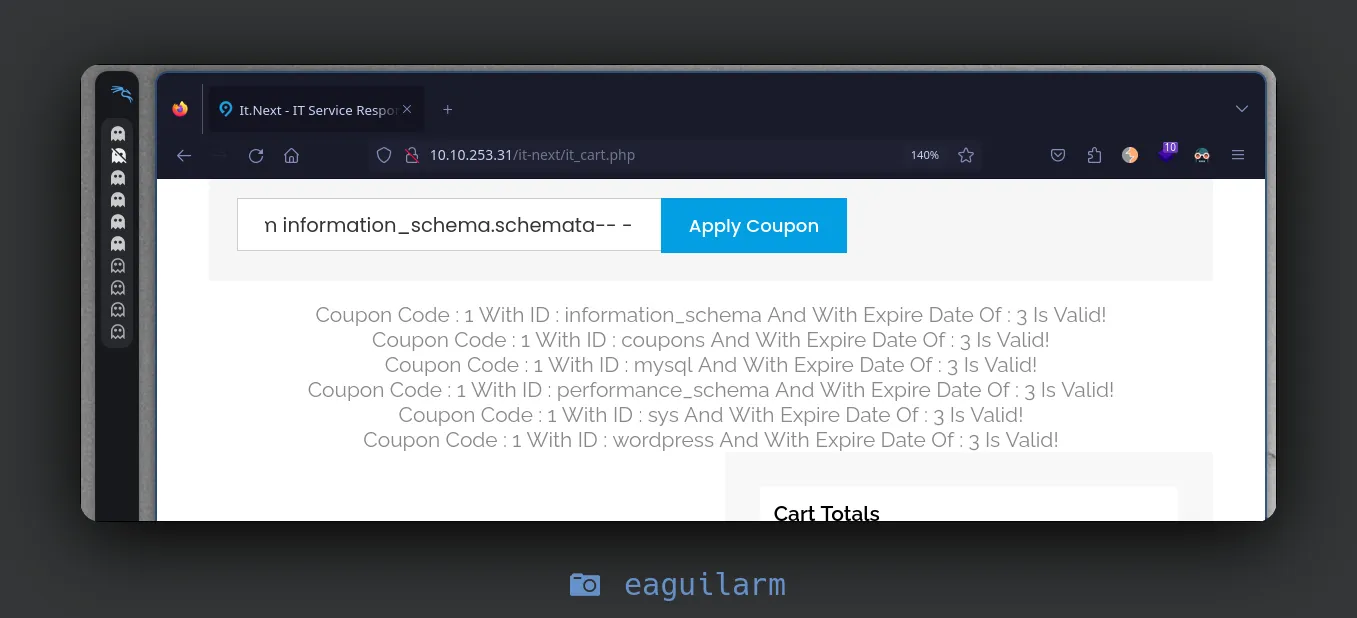 It.Next - IT Service Respo
10.10.253.31/it-next/it_cart.php
140%
10
m information_schema.schemata-- -
Apply Coupon
Coupon Code : 1 With ID : information_schema And With Expire Date Of : 3 Is Valid!
Coupon Code : 1 With ID : coupons And With Expire Date Of : 3 Is Valid!
Coupon Code : 1 With ID : mysql And With Expire Date Of : 3 Is Valid!
Coupon Code : 1 With ID : performance_schema And With Expire Date Of : 3 Is Valid!
Coupon Code : 1 With ID : sys And With Expire Date Of : 3 Is Valid!
Coupon Code : 1 With ID : wordpress And With Expire Date Of : 3 Is Valid!
Cart Totals
eaguilarm